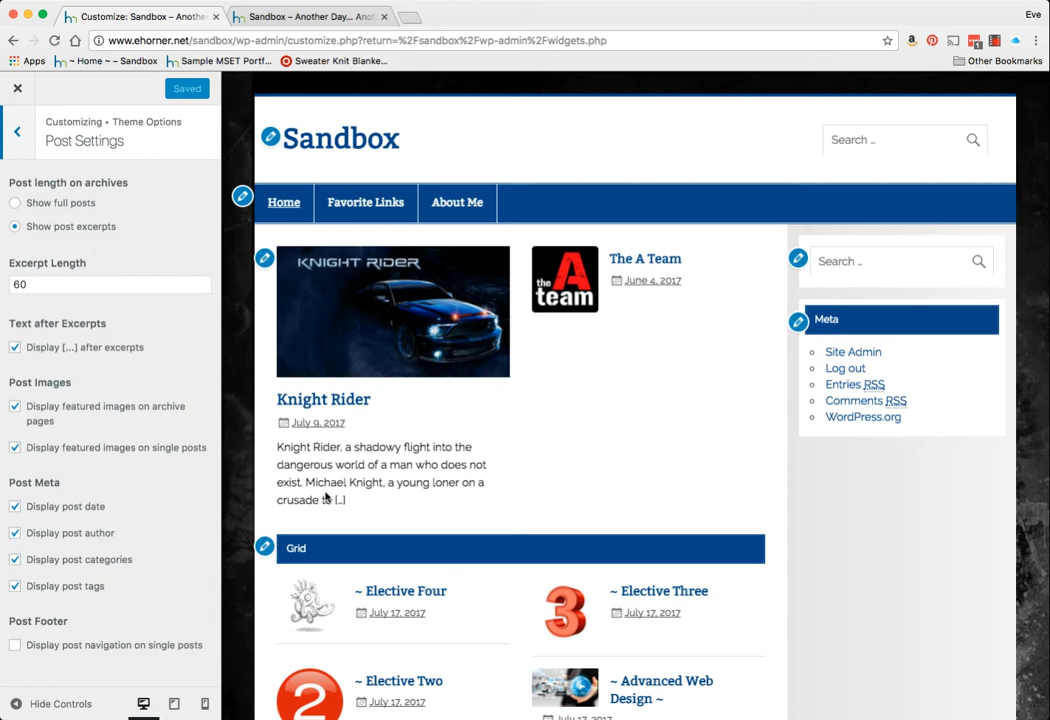 Customize: Sandbox – Anothe
Sandbox – Another Day... Anot
Eve
www.ehorner.net/sandbox/wp-admin/customize.php?return=%2Fsandbox%2Fwp-admin%2Fwidgets.php
Apps
~ Home ~ – Sandbox
Sample MSET Portf...
Sweater Knit Blanke...
Other Bookmarks
Saved
Customizing • Theme Options
Post Settings
Post length on archives
Show full posts
Show post excerpts
Excerpt Length
60
Text after Excerpts
Display [...] after excerpts
Post Images
Display featured images on archive
pages
Display featured images on single posts
Post Meta
Display post date
Display post author
Display post categories
Display post tags
Post Footer
Display post navigation on single posts
Hide Controls
Sandbox
Search ...
Home
Favorite Links
About Me
KNIGHT RIDER
Knight Rider
July 9, 2017
Knight Rider, a shadowy flight into the
dangerous world of a man who does not
exist. Michael Knight, a young loner on a
crusade to [...]
the A team
The A Team
June 4, 2017
Search ...
Meta
Site Admin
Log out
Entries RSS
Comments RSS
WordPress.org
Grid
~ Elective Four
July 17, 2017
3
~ Elective Three
July 17, 2017
2
~ Elective Two
July 17, 2017
~ Advanced Web
Design ~
July 17, 2017